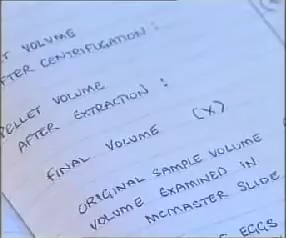 VOLUME
AFTER CENTRIFUGATION :
PELLET VOLUME
AFTER EXTRACTION :
FINAL VOLUME (X)
ORIGINAL SAMPLE VOLUME
VOLUME EXAMINED IN
MCMASTER SLIDE
EGGS